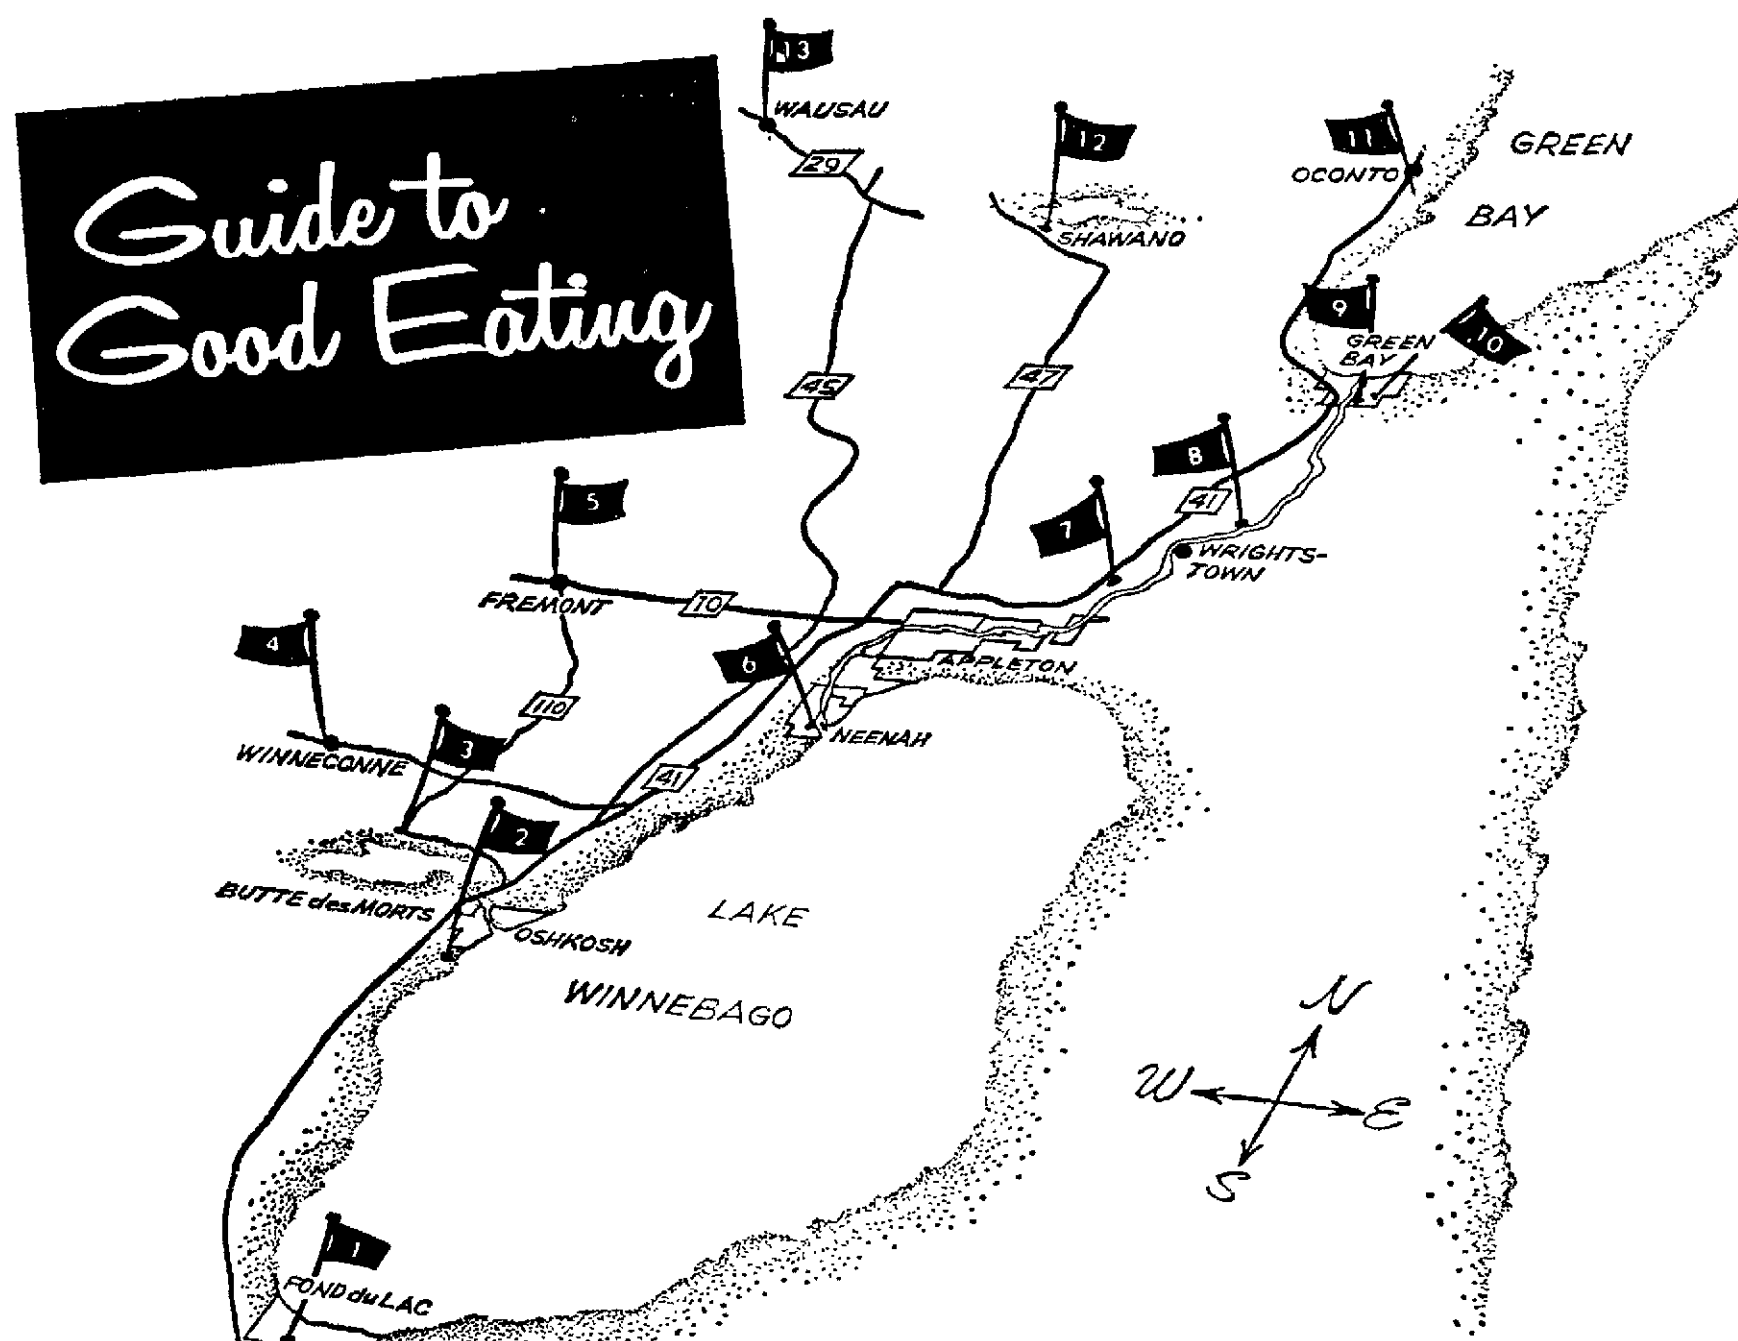 Guide to
Good Eating
13
WAUSAU
29
12
SHAWANO
11
OCONTO
GREEN
BAY
9
GREEN
BAY
10
45
47
8
41
7
WRIGHTS-
TOWN
5
FREMONT
10
110
4
WINNECONNE
3
6
APPLETON
NEENAH
41
2
BUTTE des MORTS
OSHKOSH
LAKE
WINNEBAGO
N
W
E
S
1
FOND du LAC